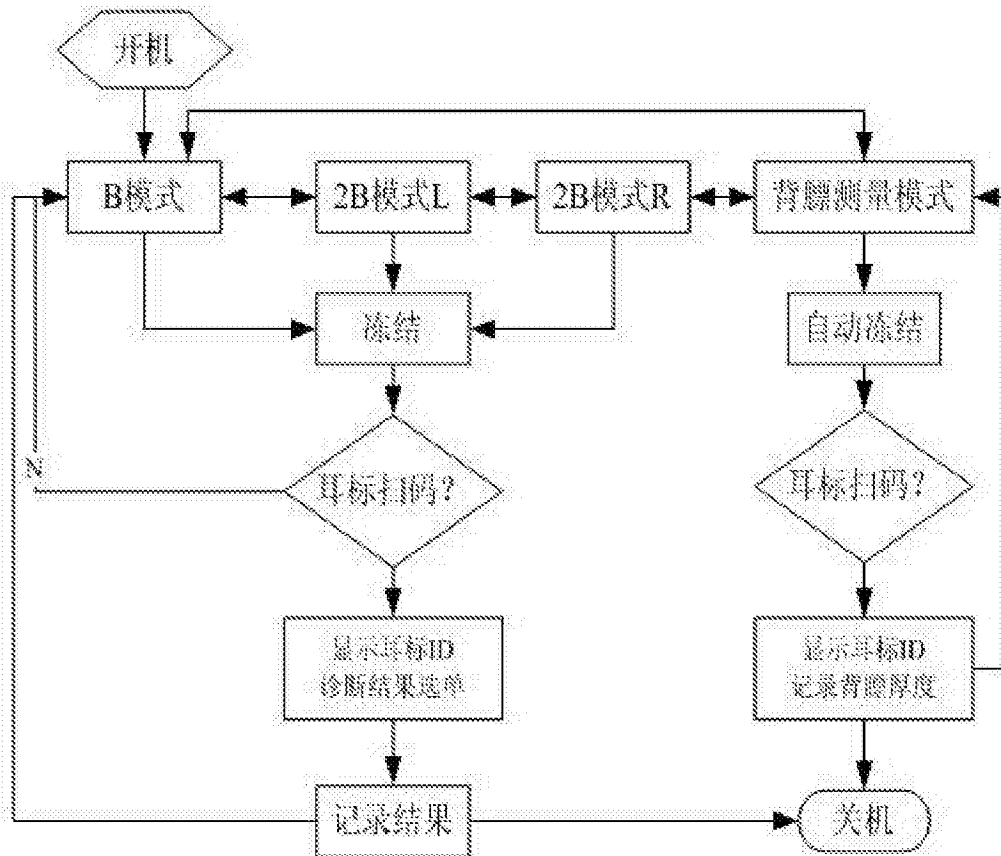 开机
B模式
2B模式L
2B模式R
背膘测量模式
冻结
自动冻结
N
耳标扫码？
耳标扫码？
显示耳标ID
诊断结果选单
显示耳标ID
记录背膘厚度
记录结果
关机